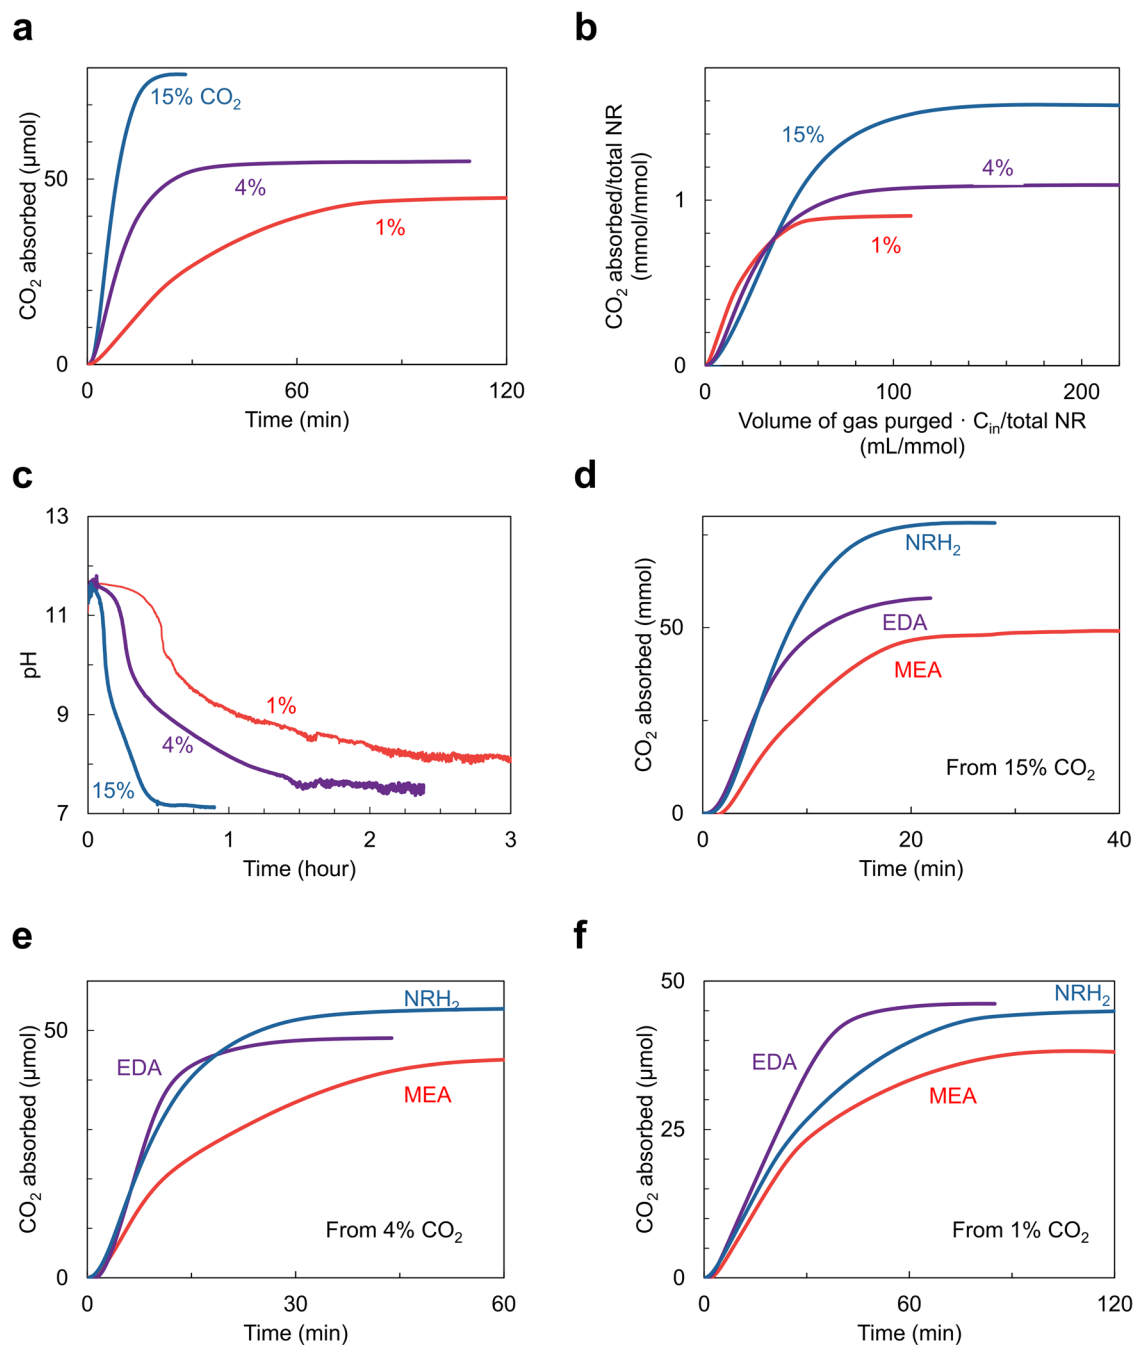 a
CO₂ absorbed (μmol)
50
0
15% CO₂
4%
1%
0
60
120
Time (min)
b
CO₂ absorbed/total NR
(mmol/mmol)
1
0
15%
4%
1%
0
100
200
Volume of gas purged · Cᵢₙ/total NR
(mL/mmol)
c
pH
13
11
9
7
1%
4%
15%
0
1
2
3
Time (hour)
d
CO₂ absorbed (mmol)
50
0
NRH₂
EDA
MEA
From 15% CO₂
0
20
40
Time (min)
e
CO₂ absorbed (μmol)
50
0
NRH₂
EDA
MEA
From 4% CO₂
0
30
60
Time (min)
f
CO₂ absorbed (μmol)
50
25
0
NRH₂
EDA
MEA
From 1% CO₂
0
60
120
Time (min)